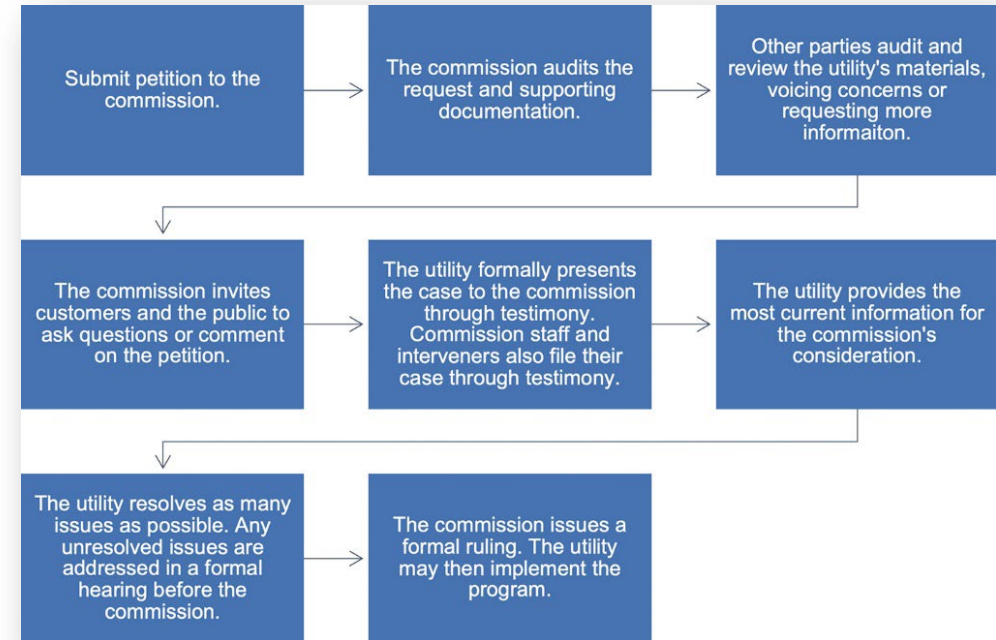 Submit petition to the
commission.
The commission audits the
request and supporting
documentation.
Other parties audit and
review the utility's materials,
voicing concerns or
requesting more
informaiton.
The commission invites
customers and the public to
ask questions or comment
on the petition.
The utility formally presents
the case to the commission
through testimony.
Commission staff and
interveners also file their
case through testimony.
The utility provides the
most current information for
the commission's
consideration.
The utility resolves as many
issues as possible. Any
unresolved issues are
addressed in a formal
hearing before the
commission.
The commission issues a
formal ruling. The utility
may then implement the
program.